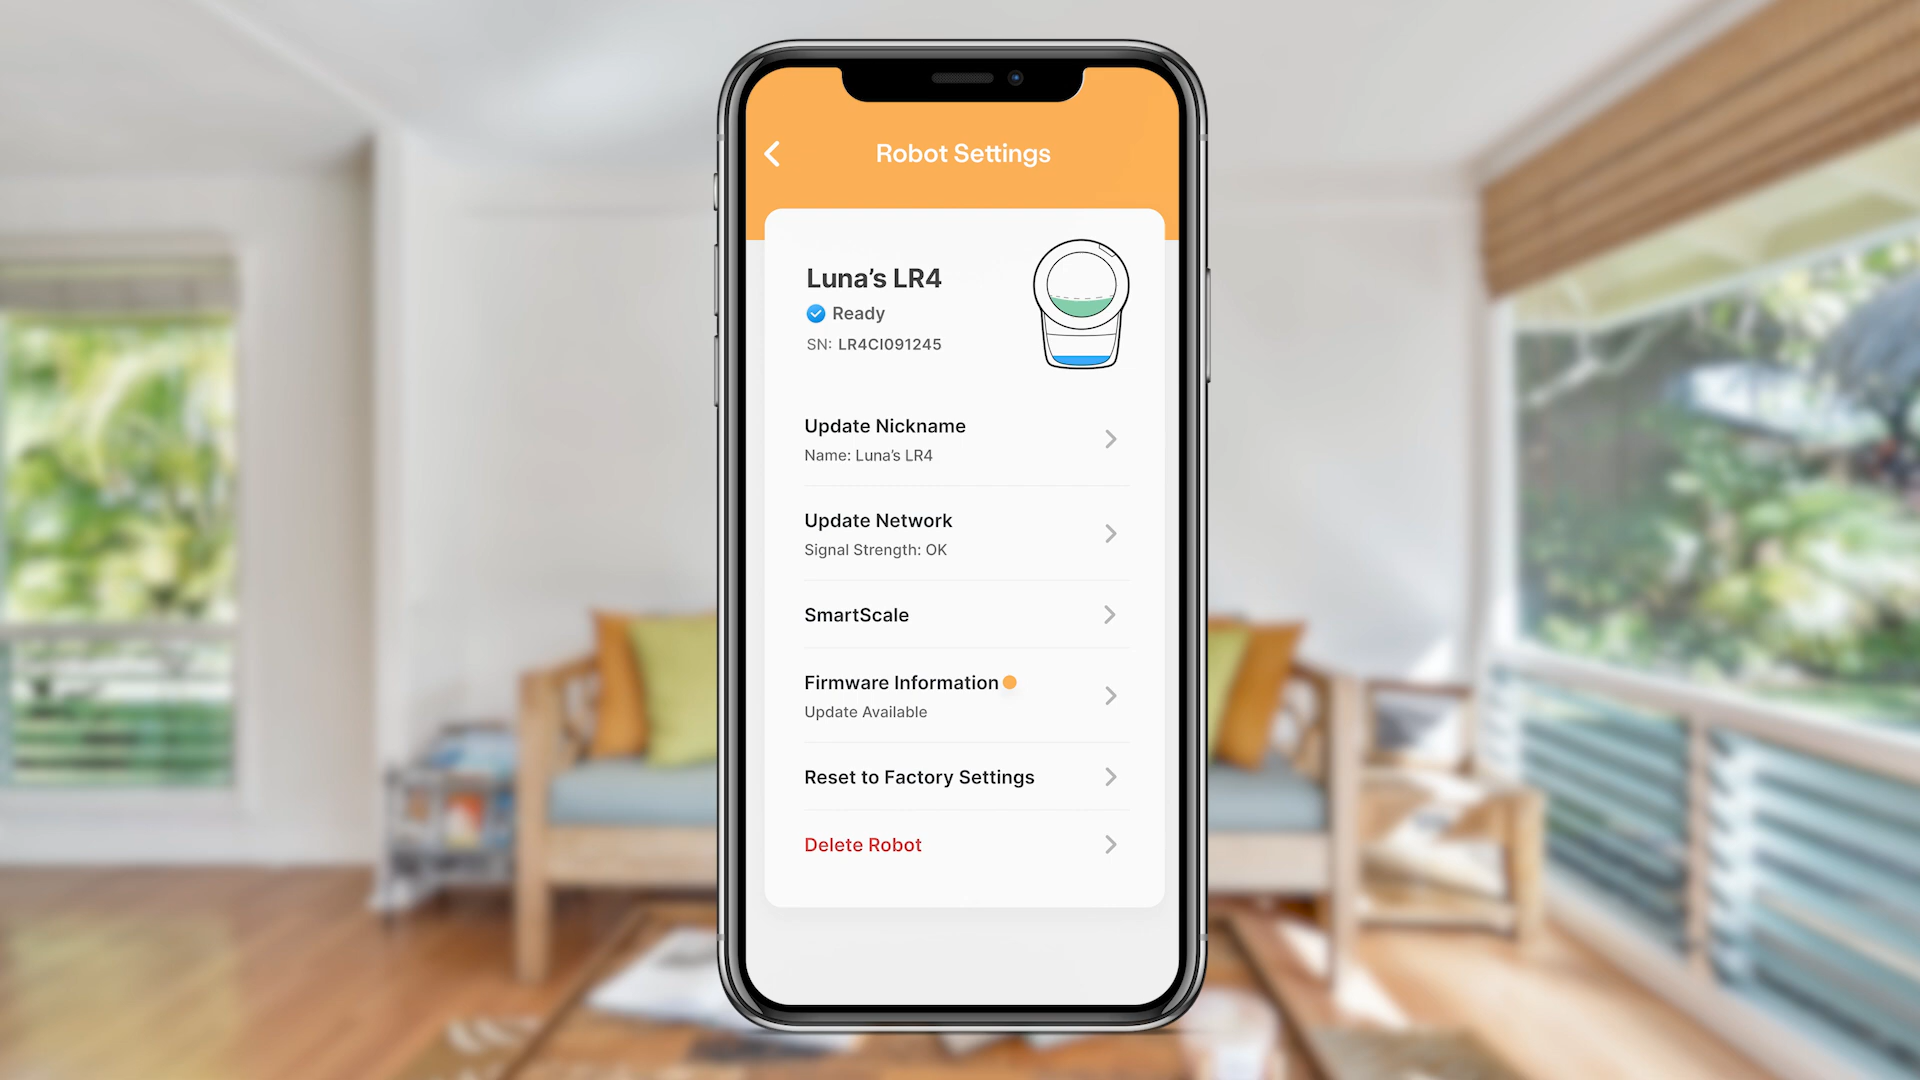 Robot Settings
Luna’s LR4
Ready
SN: LR4CI091245
Update Nickname
Name: Luna’s LR4
Update Network
Signal Strength: OK
SmartScale
Firmware Information
Update Available
Reset to Factory Settings
Delete Robot